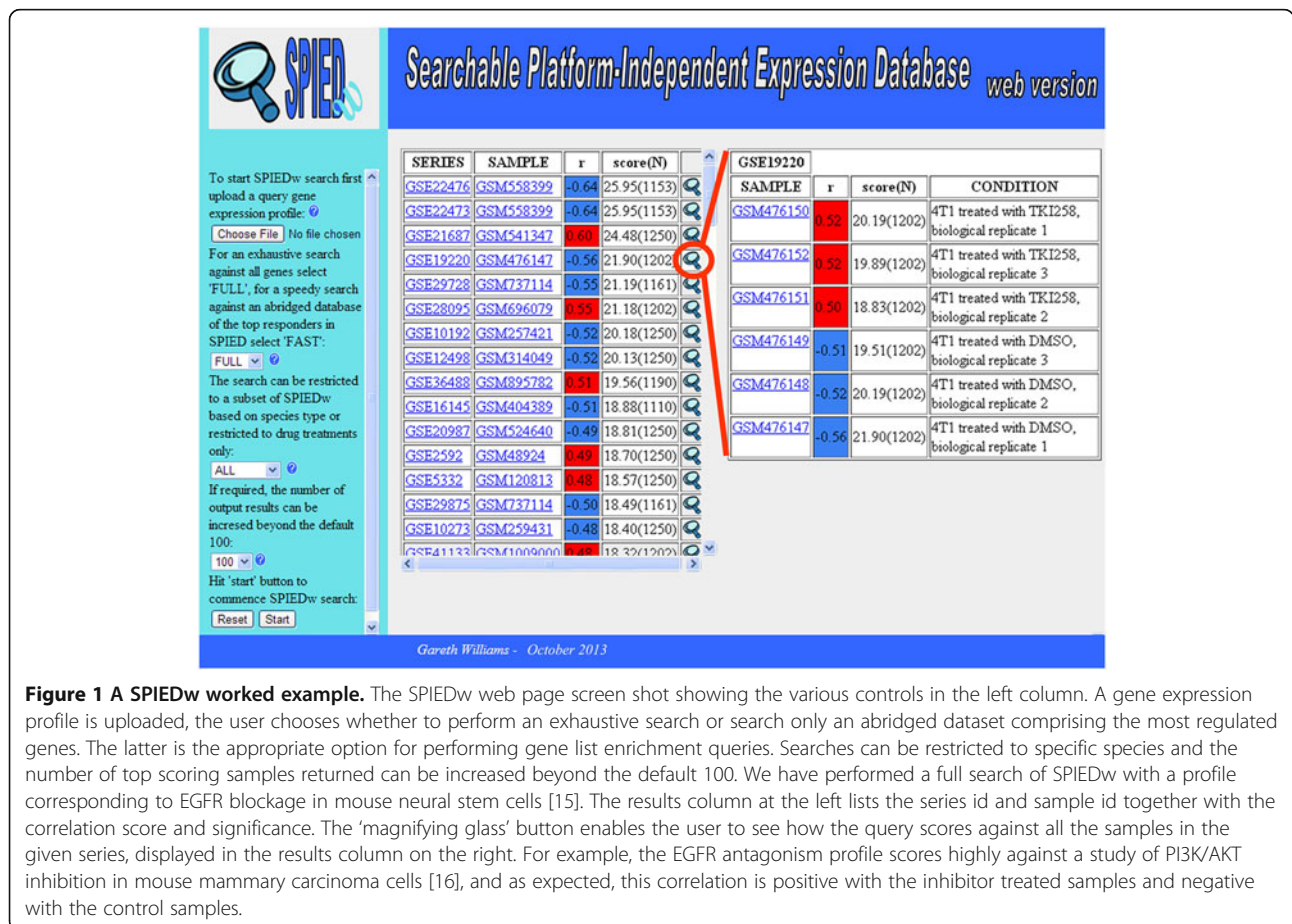 SPIED
Searchable Platform-Independent Expression Database web version
To start SPIEDw search first
upload a query gene
expression profile:
Choose File No file chosen
For an exhaustive search
against all genes select
'FULL', for a speedy search
against an abridged database
of the top responders in
SPIED select 'FAST':
FULL
The search can be restricted
to a subset of SPIEDw
based on species type or
restricted to drug treatments
only:
ALL
If required, the number of
output results can be
incresed beyond the default
100:
100
Hit 'start' button to
commence SPIEDw search:
Reset Start
SERIES SAMPLE r score(N)
GSE22476 GSM558399 -0.64 25.95(1153)
GSE22473 GSM558399 -0.64 25.95(1153)
GSE21687 GSM541347 0.60 24.48(1250)
GSE19220 GSM476147 -0.56 21.90(1202)
GSE29728 GSM737114 -0.55 21.19(1161)
GSE28095 GSM696079 0.55 21.18(1202)
GSE10192 GSM257421 -0.52 20.18(1250)
GSE12498 GSM314049 -0.52 20.13(1250)
GSE36488 GSM895782 0.51 19.56(1190)
GSE16145 GSM404389 -0.51 18.88(1110)
GSE20987 GSM524640 -0.49 18.81(1250)
GSE2592 GSM48924 0.49 18.70(1250)
GSE5332 GSM120813 0.48 18.57(1250)
GSE29875 GSM737114 -0.50 18.49(1161)
GSE10273 GSM259431 -0.48 18.40(1250)
GSE41133 GSM1009000 0.48 18.32(1202)
GSE19220
SAMPLE r score(N) CONDITION
GSM476150 0.52 20.19(1202) 4T1 treated with TKI258,
biological replicate 1
GSM476152 0.52 19.89(1202) 4T1 treated with TKI258,
biological replicate 3
GSM476151 0.50 18.83(1202) 4T1 treated with TKI258,
biological replicate 2
GSM476149 -0.51 19.51(1202) 4T1 treated with DMSO,
biological replicate 3
GSM476148 -0.52 20.19(1202) 4T1 treated with DMSO,
biological replicate 2
GSM476147 -0.56 21.90(1202) 4T1 treated with DMSO,
biological replicate 1
Gareth Williams - October 2013
Figure 1 A SPIEDw worked example. The SPIEDw web page screen shot showing the various controls in the left column. A gene expression
profile is uploaded, the user chooses whether to perform an exhaustive search or search only an abridged dataset comprising the most regulated
genes. The latter is the appropriate option for performing gene list enrichment queries. Searches can be restricted to specific species and the
number of top scoring samples returned can be increased beyond the default 100. We have performed a full search of SPIEDw with a profile
corresponding to EGFR blockage in mouse neural stem cells [15]. The results column at the left lists the series id and sample id together with the
correlation score and significance. The 'magnifying glass' button enables the user to see how the query scores against all the samples in the
given series, displayed in the results column on the right. For example, the EGFR antagonism profile scores highly against a study of PI3K/AKT
inhibition in mouse mammary carcinoma cells [16], and as expected, this correlation is positive with the inhibitor treated samples and negative
with the control samples.